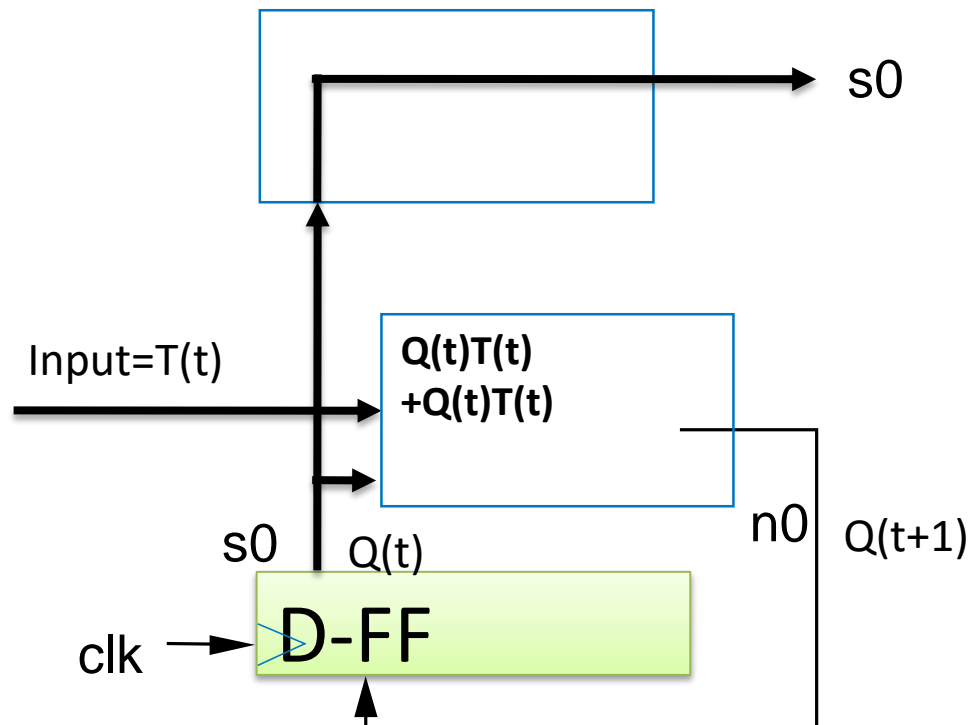 s0
Input=T(t)
Q(t)T(t)
+Q(t)T(t)
s0
Q(t)
n0
Q(t+1)
D-FF
clk